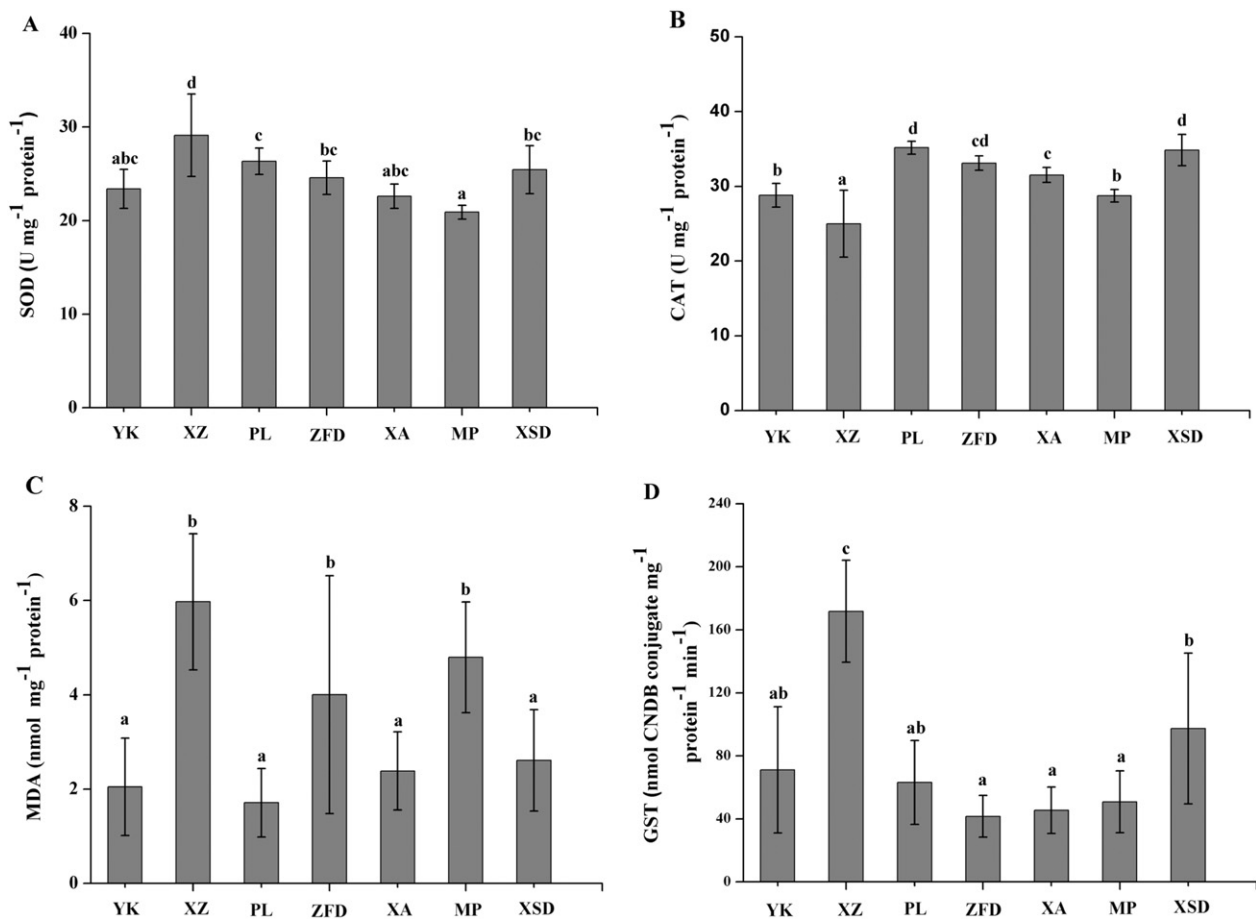 A
SOD (U mg⁻¹ protein⁻¹)
40
30
20
10
0
abc
d
c
bc
abc
a
bc
YK XZ PL ZFD XA MP XSD
B
CAT (U mg⁻¹ protein⁻¹)
50
40
30
20
10
0
b
a
d
cd
c
b
d
YK XZ PL ZFD XA MP XSD
C
MDA (nmol mg⁻¹ protein⁻¹)
8
6
4
2
0
a
b
a
b
a
b
a
YK XZ PL ZFD XA MP XSD
D
GST (nmol CNDB conjugate mg⁻¹
protein⁻¹ min⁻¹)
240
200
160
120
80
40
0
ab
c
ab
a
a
a
b
YK XZ PL ZFD XA MP XSD